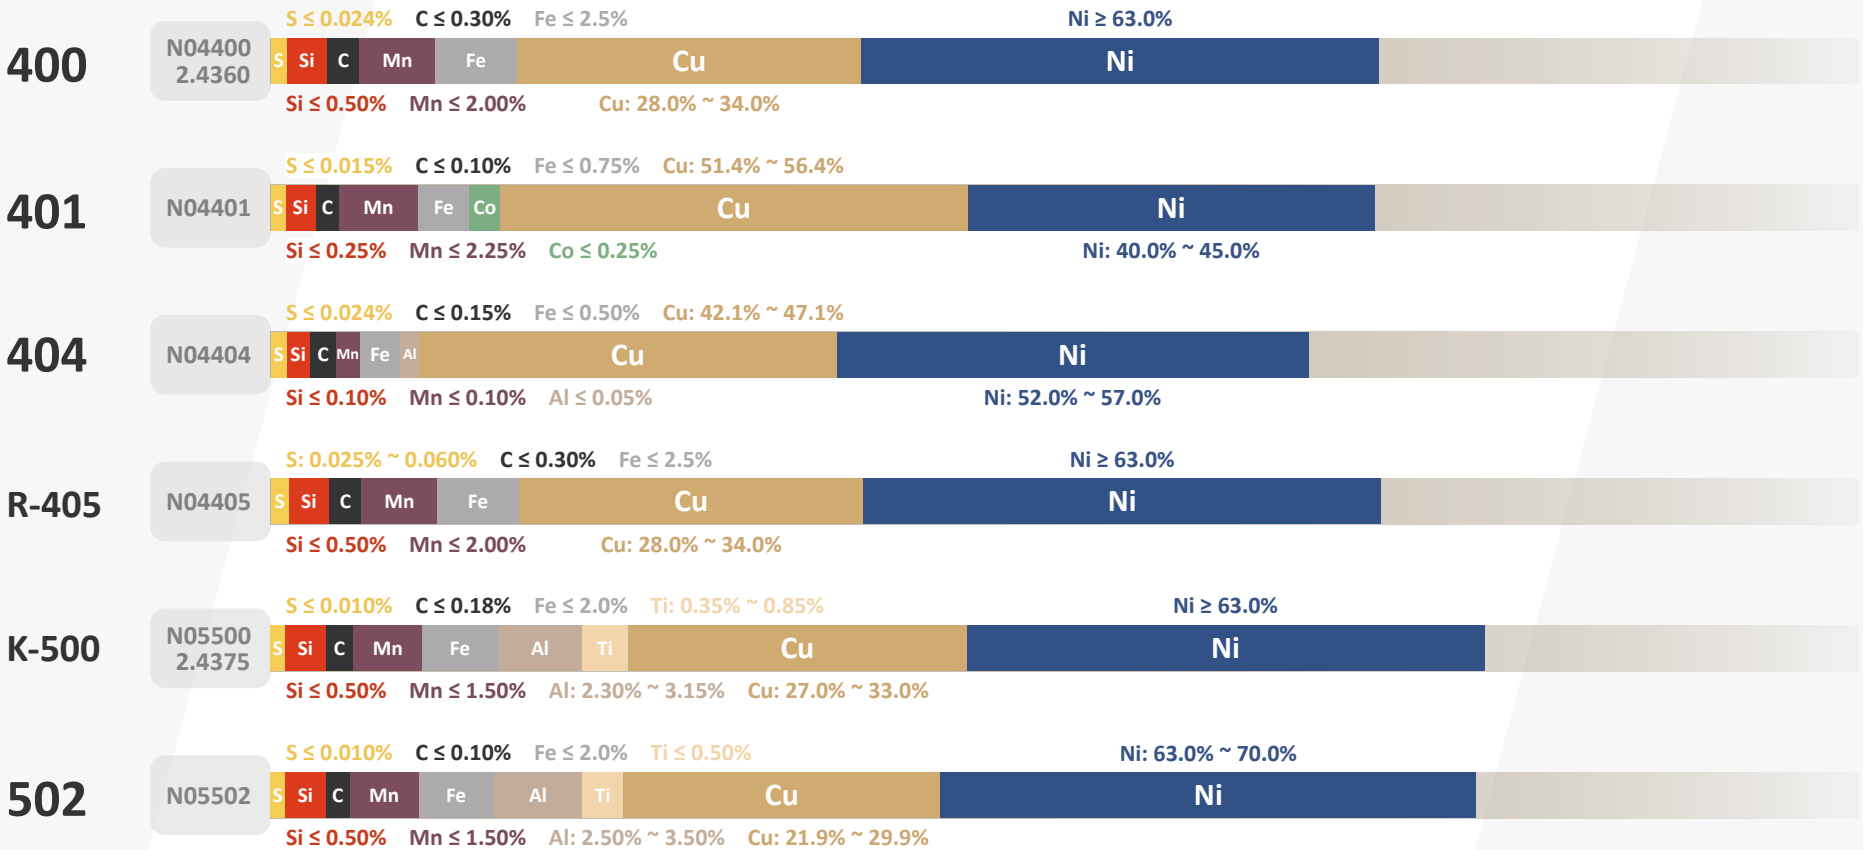 S ≤ 0.024% C ≤ 0.30% Fe ≤ 2.5% Ni ≥ 63.0%
400 N04400 2.4360 S Si C Mn Fe Cu Ni
Si ≤ 0.50% Mn ≤ 2.00% Cu: 28.0% ~ 34.0%
S ≤ 0.015% C ≤ 0.10% Fe ≤ 0.75% Cu: 51.4% ~ 56.4%
401 N04401 S Si C Mn Fe Co Cu Ni
Si ≤ 0.25% Mn ≤ 2.25% Co ≤ 0.25% Ni: 40.0% ~ 45.0%
S ≤ 0.024% C ≤ 0.15% Fe ≤ 0.50% Cu: 42.1% ~ 47.1%
404 N04404 S Si C Mn Fe Al Cu Ni
Si ≤ 0.10% Mn ≤ 0.10% Al ≤ 0.05% Ni: 52.0% ~ 57.0%
S: 0.025% ~ 0.060% C ≤ 0.30% Fe ≤ 2.5% Ni ≥ 63.0%
R-405 N04405 S Si C Mn Fe Cu Ni
Si ≤ 0.50% Mn ≤ 2.00% Cu: 28.0% ~ 34.0%
S ≤ 0.010% C ≤ 0.18% Fe ≤ 2.0% Ti: 0.35% ~ 0.85% Ni ≥ 63.0%
K-500 N05500 2.4375 S Si C Mn Fe Al Ti Cu Ni
Si ≤ 0.50% Mn ≤ 1.50% Al: 2.30% ~ 3.15% Cu: 27.0% ~ 33.0%
S ≤ 0.010% C ≤ 0.10% Fe ≤ 2.0% Ti ≤ 0.50% Ni: 63.0% ~ 70.0%
502 N05502 S Si C Mn Fe Al Ti Cu Ni
Si ≤ 0.50% Mn ≤ 1.50% Al: 2.50% ~ 3.50% Cu: 21.9% ~ 29.9%